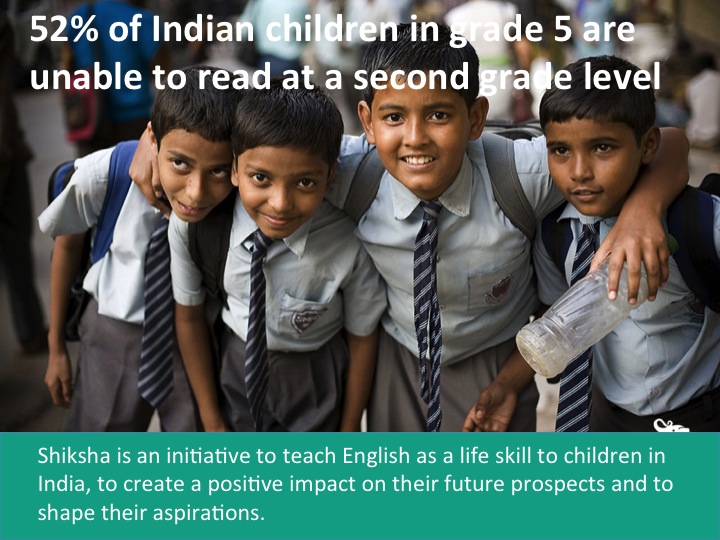 52% of Indian children in grade 5 are
unable to read at a second grade level
Shiksha is an initiative to teach English as a life skill to children in
India, to create a positive impact on their future prospects and to
shape their aspirations.